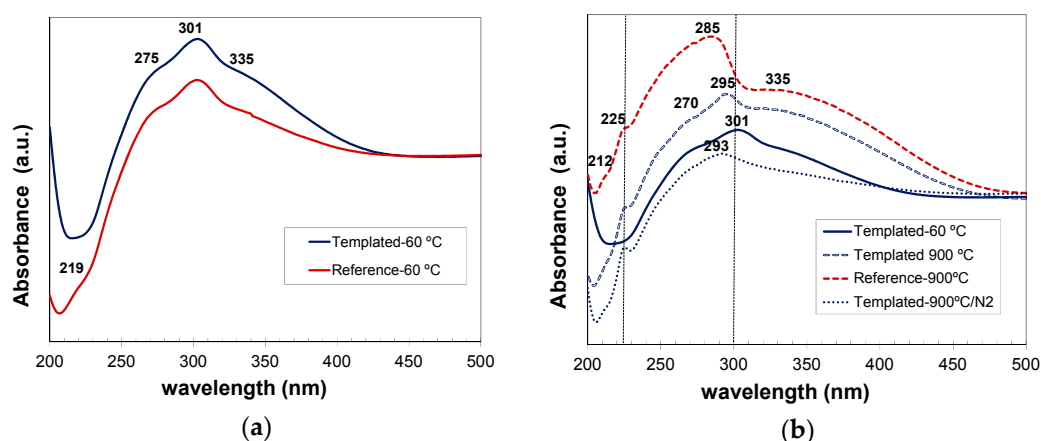 301
275
335
219
Absorbance (a.u.)
Templated-60 ºC
Reference-60 ºC
200 250 300 350 400 450 500
wavelength (nm)
(a)
285
335
295
270
225
301
293
212
Absorbance (a.u.)
Templated-60 ºC
Templated 900 ºC
Reference-900ºC
Templated-900ºC/N2
200 250 300 350 400 450 500
wavelength (nm)
(b)